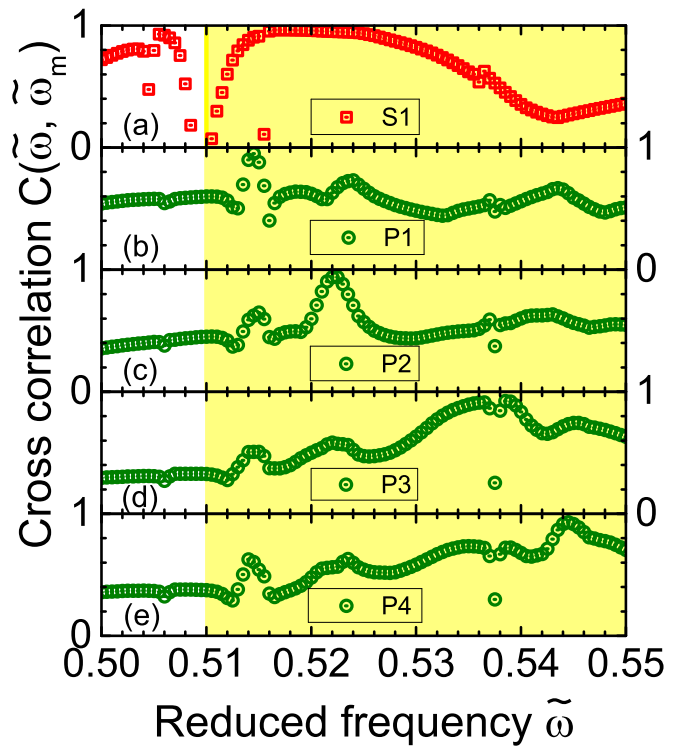 Cross correlation C(ω̃, ω̃m)
1
(a)
S1
0
1
(b)
P1
0
0
(c)
P2
0
1
(d)
P3
1
0
(e)
P4
0
0.50 0.51 0.52 0.53 0.54 0.55
Reduced frequency ω̃